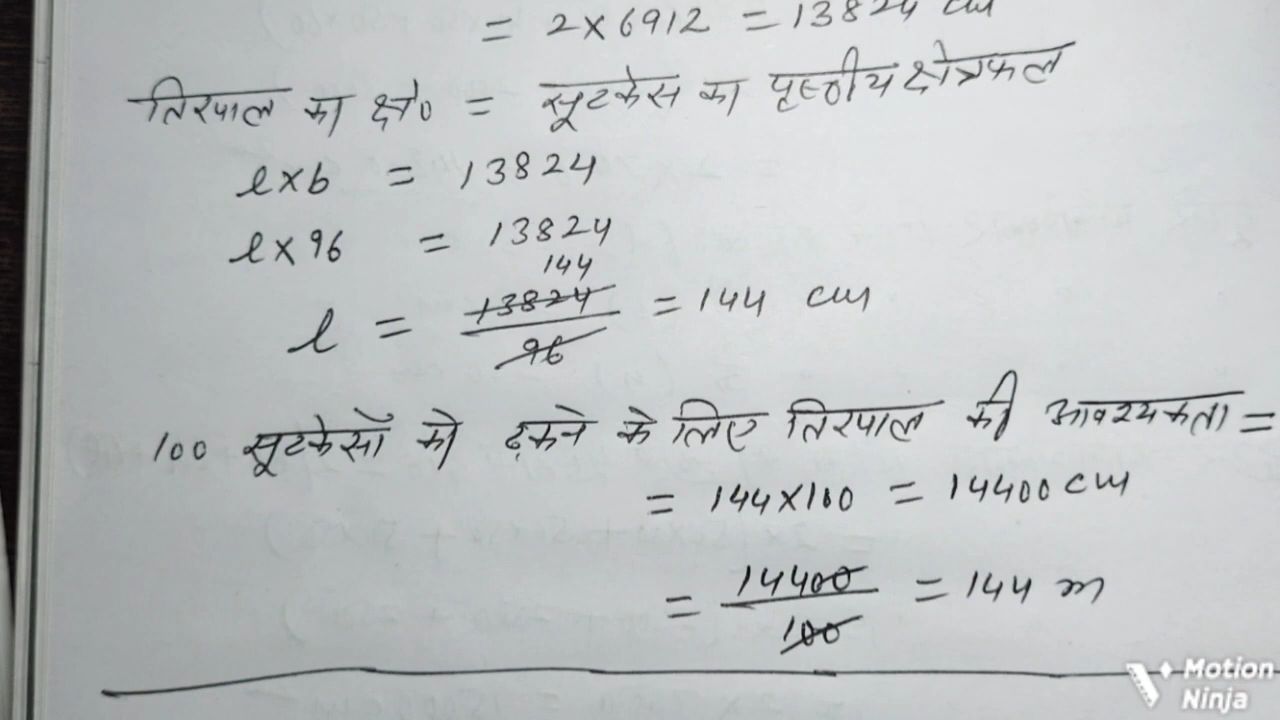 = 2×6912 = 13824 cm
तिरपाल का क्षे० = सूटकेस का पृष्ठीय क्षेत्रफल
l×b = 13824
l×96 = 13824
144
l = 13824/96 = 144 cm
100 सूटकेसों को ढ़कने के लिए तिरपाल की आवश्यकता =
= 144×100 = 14400 cm
= 14400/100 = 144 m
Motion
Ninja